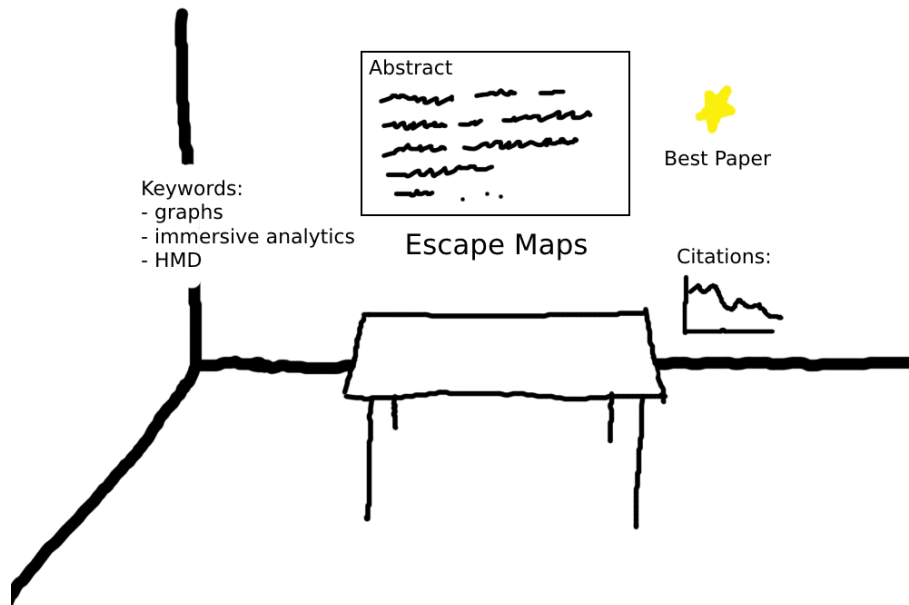 Abstract
Best Paper
Keywords:
- graphs
- immersive analytics
- HMD
Escape Maps
Citations: